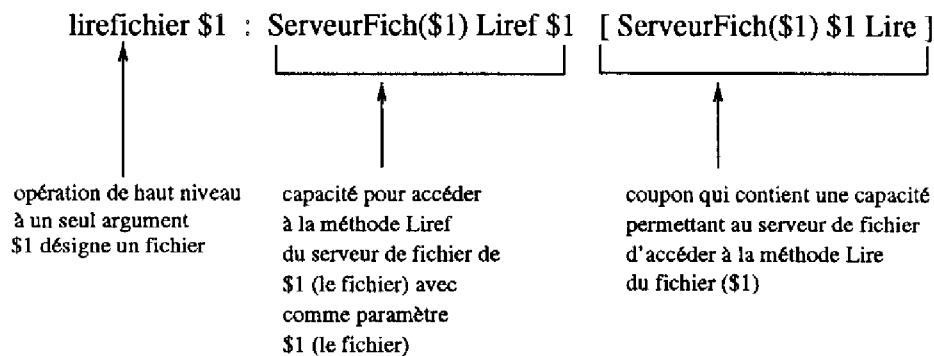 lirefichier $1 : ServeurFich($1) Liref $1 [ ServeurFich($1) $1 Lire ]
opération de haut niveau
à un seul argument
$1 désigne un fichier
capacité pour accéder
à la méthode Liref
du serveur de fichier de
$1 (le fichier) avec
comme paramètre
$1 (le fichier)
coupon qui contient une capacité
permettant au serveur de fichier
d'accéder à la méthode Lire
du fichier ($1)